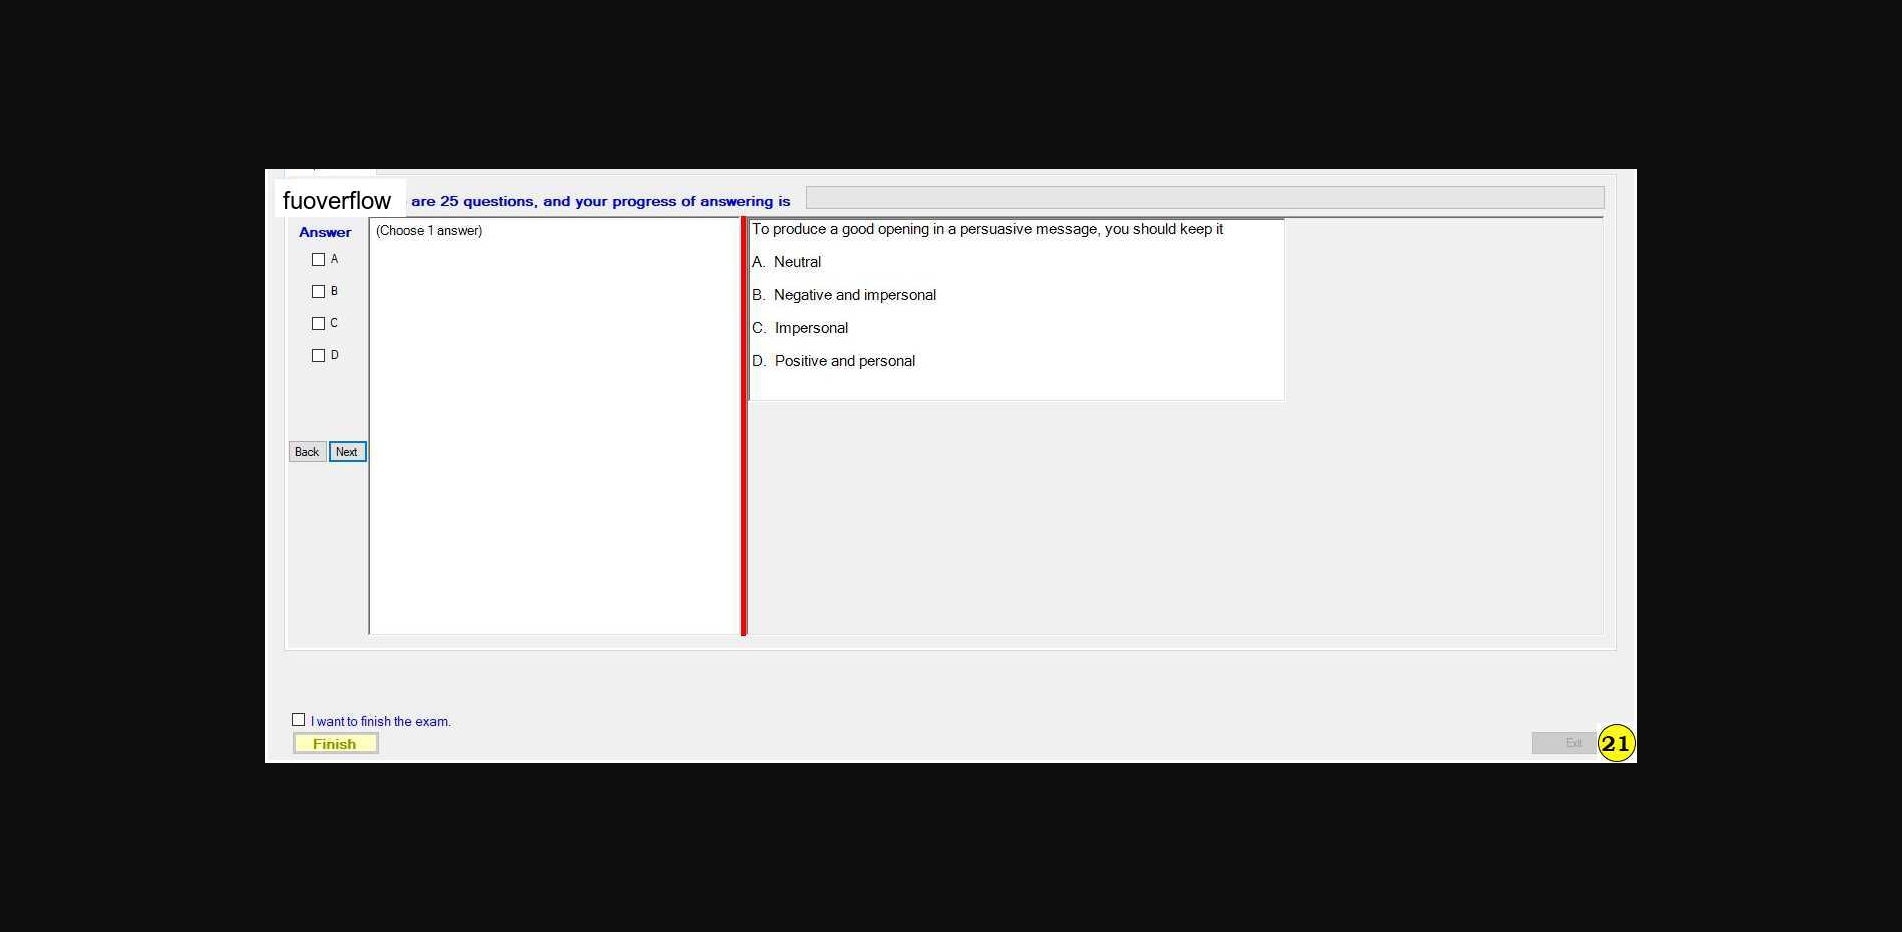 fuoverflow are 25 questions, and your progress of answering is
Answer
(Choose 1 answer)
A
B
C
D
Back Next
To produce a good opening in a persuasive message, you should keep it
A. Neutral
B. Negative and impersonal
C. Impersonal
D. Positive and personal
I want to finish the exam.
Finish
Exit
21